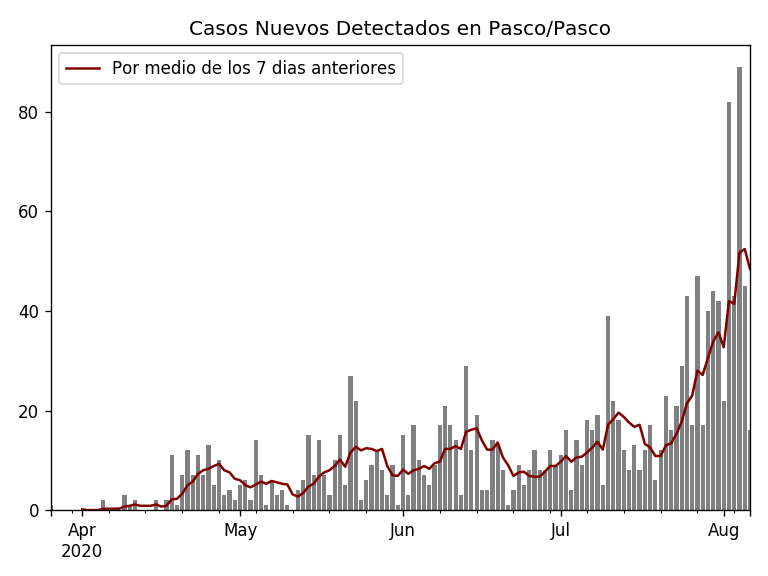 Casos Nuevos Detectados en Pasco/Pasco
Por medio de los 7 dias anteriores
80
60
40
20
0
Apr May Jun Jul Aug
2020